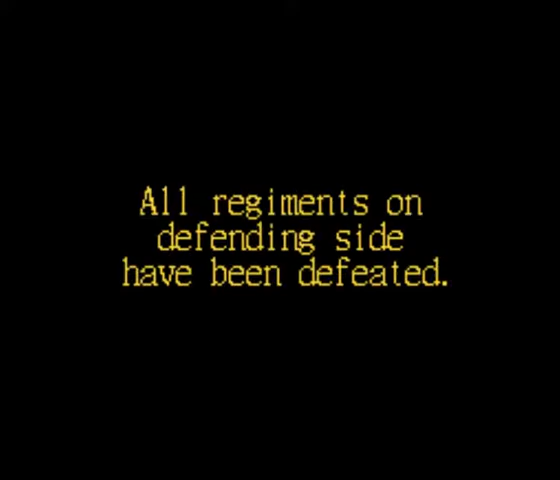 All regiments on
defending side
have been defeated.